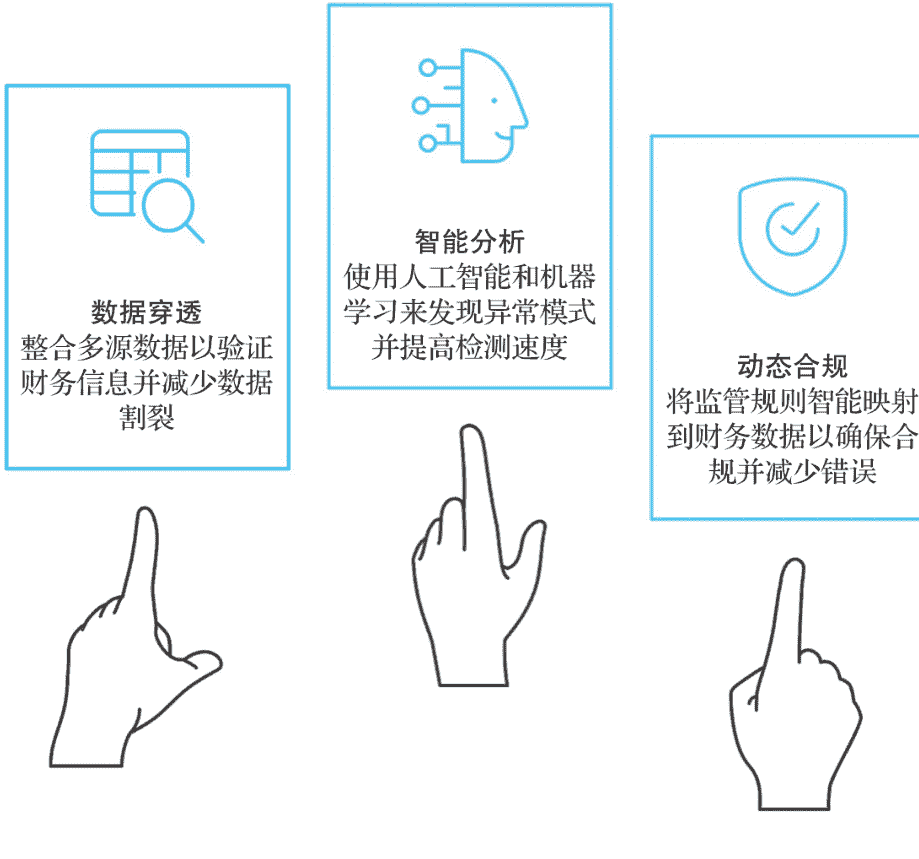 数据穿透
整合多源数据以验证
财务信息并减少数据
割裂
智能分析
使用人工智能和机器
学习来发现异常模式
并提高检测速度
动态合规
将监管规则智能映射
到财务数据以确保合
规并减少错误